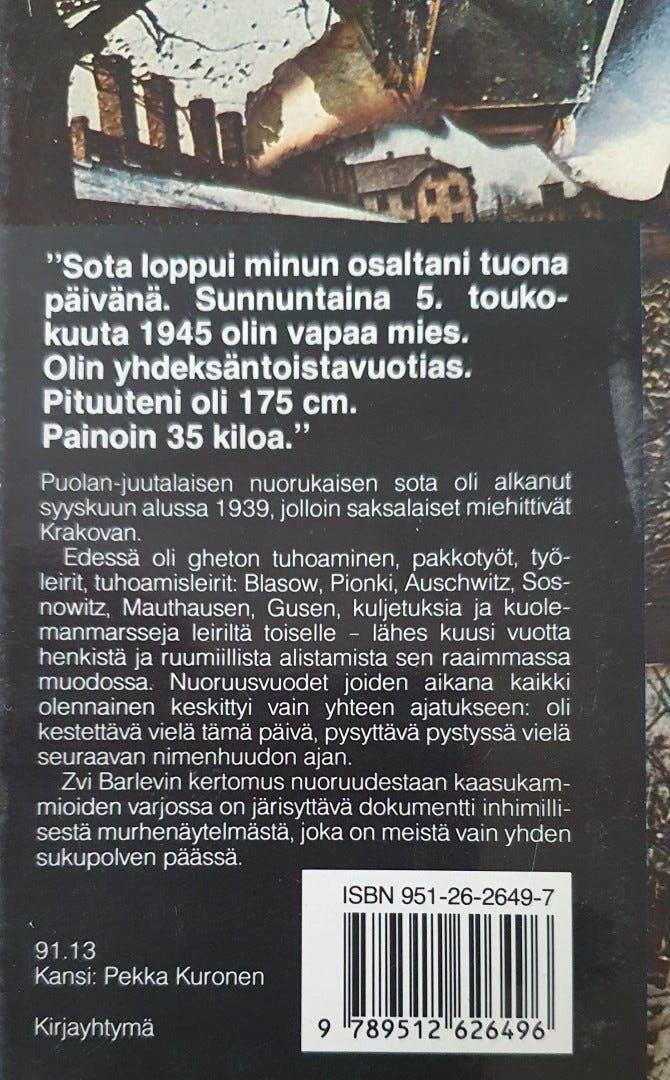 ”Sota loppui minun osaltani tuona
päivänä. Sunnuntaina 5. touko-
kuuta 1945 olin vapaa mies.
Olin yhdeksäntoistavuotias.
Pituuteni oli 175 cm.
Painoin 35 kiloa.”
Puolan-juutalaisen nuorukaisen sota oli alkanut
syyskuun alussa 1939, jolloin saksalaiset miehittivät
Krakovan.
Edessä oli gheton tuhoaminen, pakkotyöt, työ-
leirit, tuhoamisleirit: Blasow, Pionki, Auschwitz, Sos-
nowitz, Mauthausen, Gusen, kuljetuksia ja kuole-
manmarsseja leiriltä toiselle – lähes kuusi vuotta
henkistä ja ruumiillista alistamista sen raaimmassa
muodossa. Nuoruusvuodet joiden aikana kaikki
olennainen keskittyi vain yhteen ajatukseen: oli
kestettävä vielä tämä päivä, pysyttävä pystyssä vielä
seuraavan nimenhuudon ajan.
Zvi Barlevin kertomus nuoruudestaan kaasukam-
mioiden varjossa on järisyttävä dokumentti inhimilli-
sestä murhenäytelmästä, joka on meistä vain yhden
sukupolven päässä.
ISBN 951-26-2649-7
91.13
Kansi: Pekka Kuronen
Kirjayhtymä
9 789512 626496